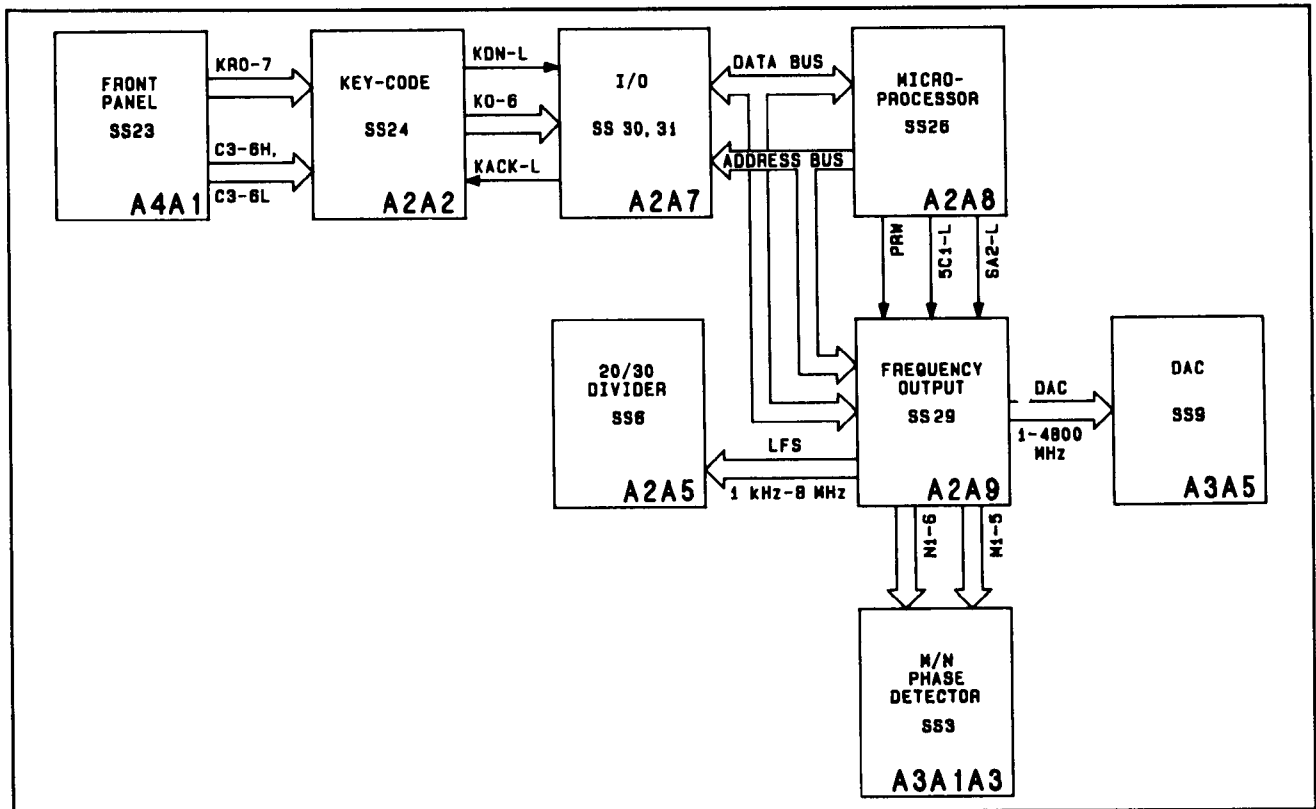 FRONT
PANEL
SS23
A4A1
KR0-7
C3-6H,
C3-6L
KEY-CODE
SS24
A2A2
KDN-L
K0-6
KACK-L
I/O
SS 30, 31
A2A7
DATA BUS
ADDRESS BUS
MICRO-
PROCESSOR
SS26
A2A8
PRW
5C1-L
6A2-L
20/30
DIVIDER
SS6
A2A5
LFS
1 kHz-8 MHz
FREQUENCY
OUTPUT
SS29
A2A9
DAC
1-4800
MHz
DAC
SS9
A3A5
N1-6
M1-5
M/N
PHASE
DETECTOR
SS3
A3A1A3